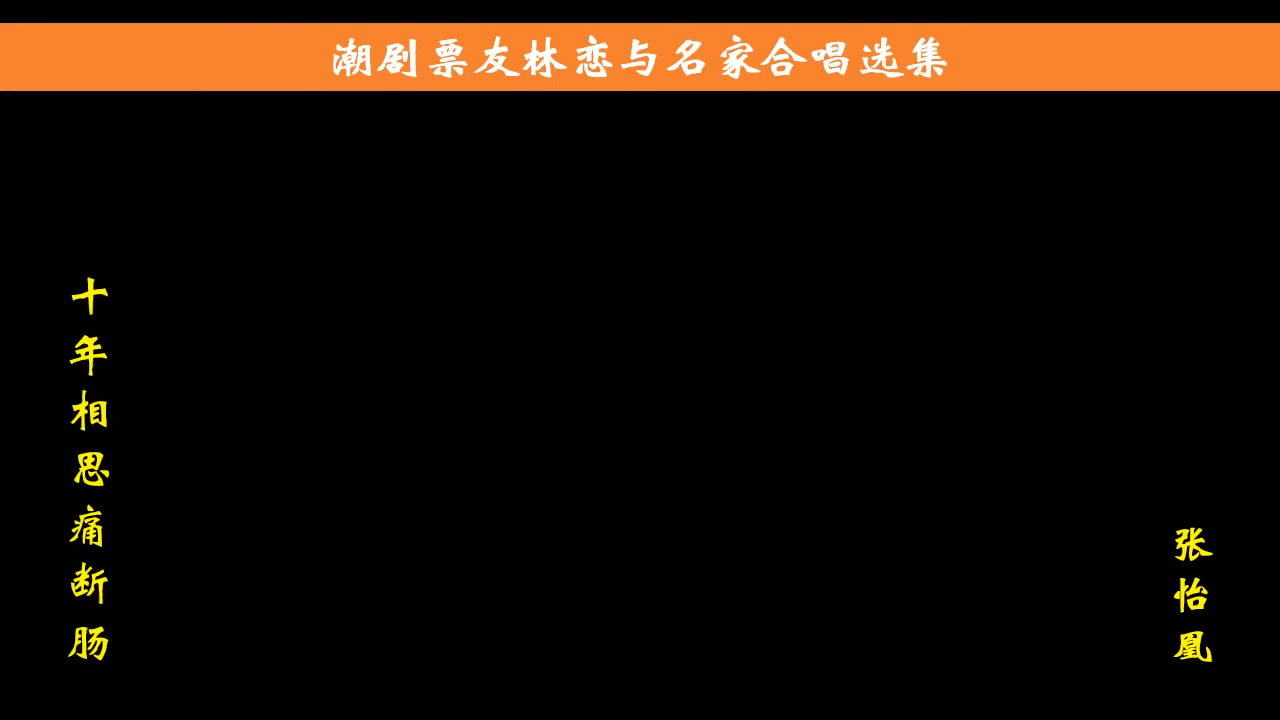 潮剧票友林恋与名家合唱选集
十年相思痛断肠
张怡凰